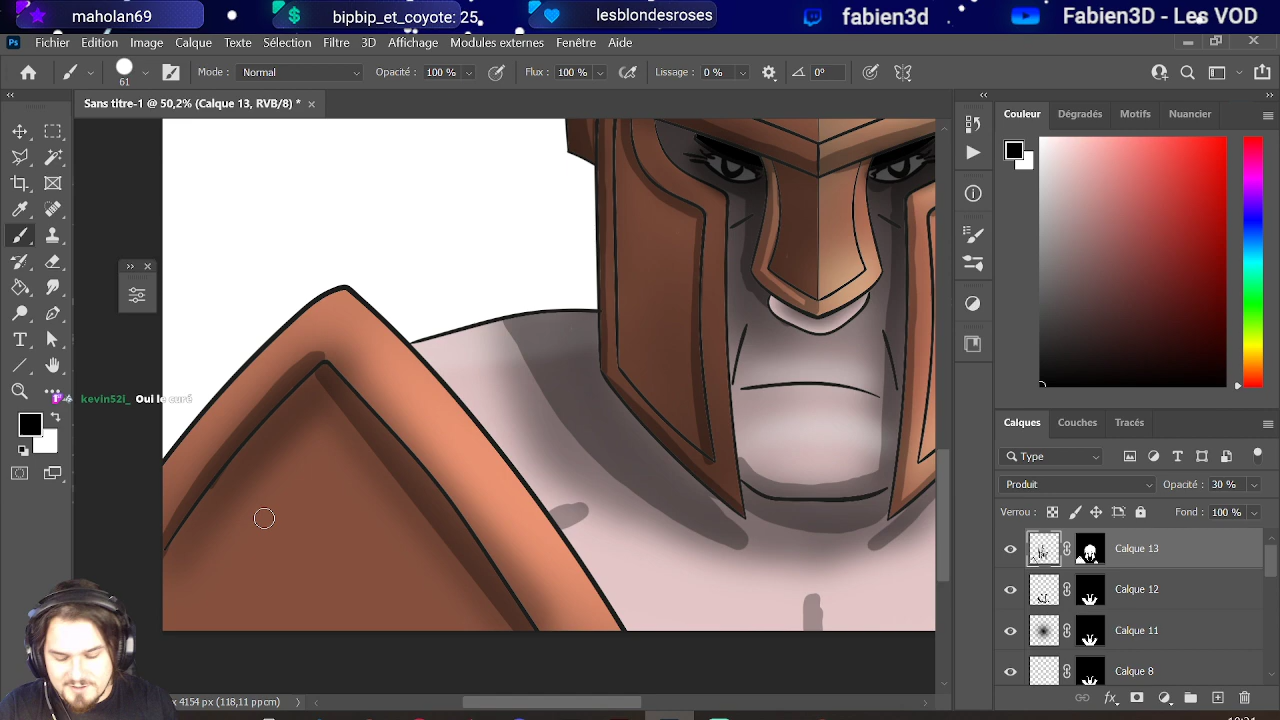 maholan69
bipbip_et_coyote: 25
lesblondesroses
fabien3d
Fabien3D - Les VOD
Ps Fichier Edition Image Calque Texte Sélection Filtre 3D Affichage Modules externes Fenêtre Aide
61 Mode : Normal Opacité : 100 % Flux : 100 % Lissage : 0 % 0°
Sans titre-1 @ 50,2% (Calque 13, RVB/8) *
Couleur Dégradés Motifs Nuancier
kevin52i_ Oui le curé
Calques Couches Tracés
Type
Produit Opacité : 30 %
Verrou : Fond : 100 %
Calque 13
Calque 12
Calque 11
Calque 8
fx
x 4154 px (118,11 ppcm)